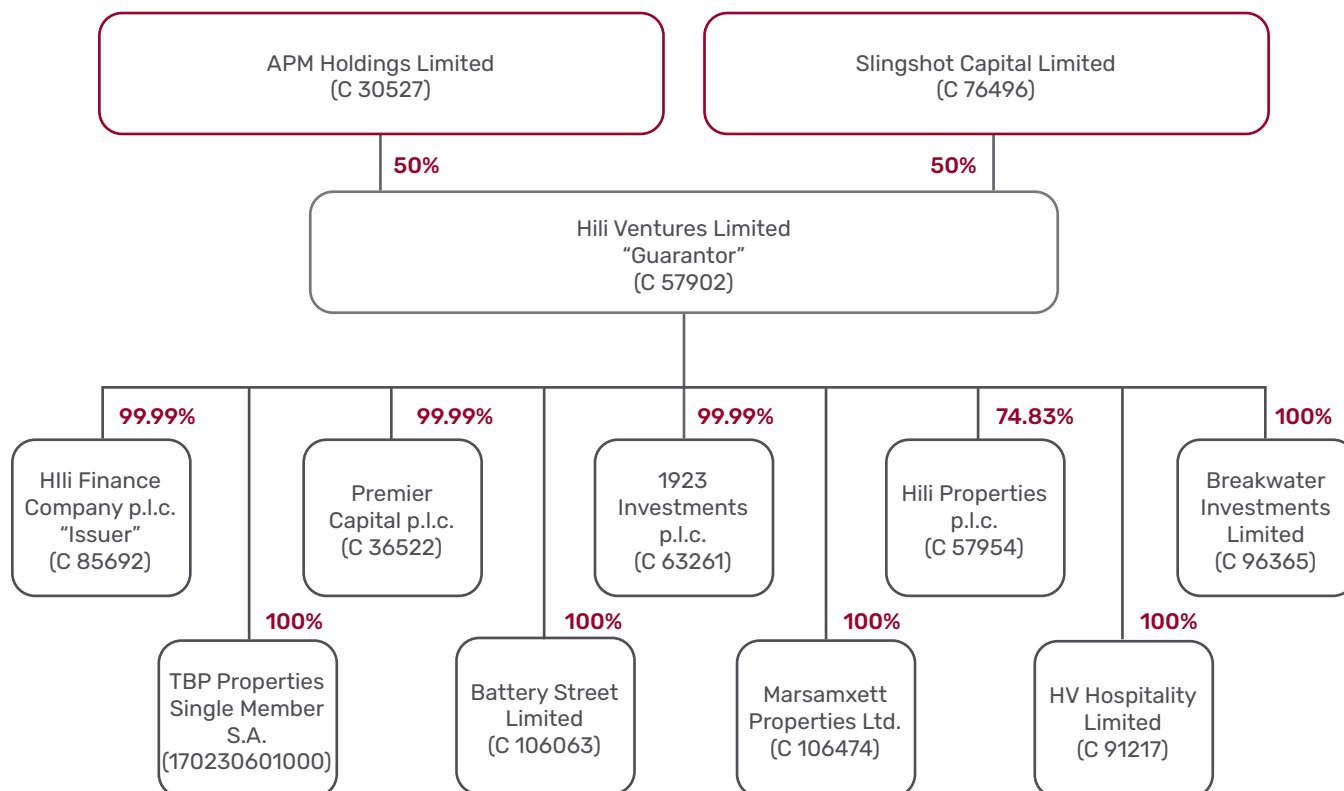 APM Holdings Limited
(C 30527)
Slingshot Capital Limited
(C 76496)
50%
50%
Hili Ventures Limited
“Guarantor”
(C 57902)
99.99%
99.99%
99.99%
74.83%
100%
HIli Finance
Company p.l.c.
“Issuer”
(C 85692)
Premier
Capital p.l.c.
(C 36522)
1923
Investments
p.l.c.
(C 63261)
Hili Properties
p.l.c.
(C 57954)
Breakwater
Investments
Limited
(C 96365)
100%
100%
100%
100%
TBP Properties
Single Member
S.A.
(170230601000)
Battery Street
Limited
(C 106063)
Marsamxett
Properties Ltd.
(C 106474)
HV Hospitality
Limited
(C 91217)